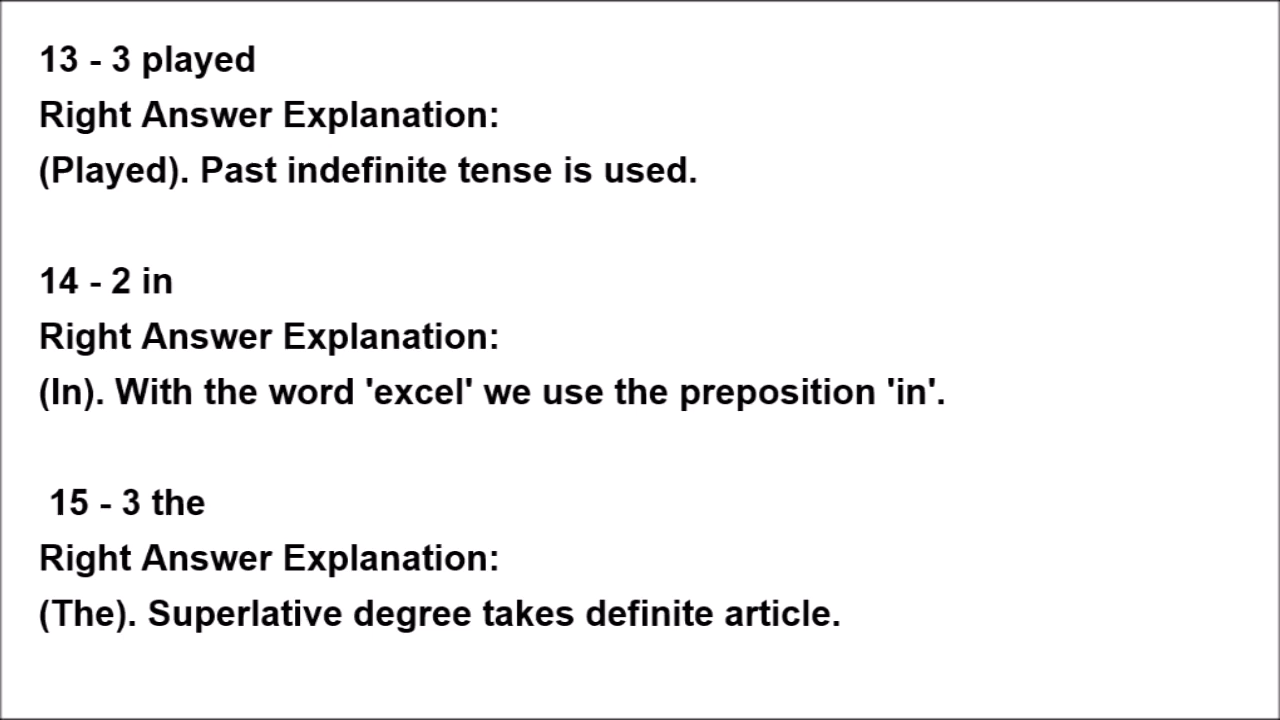 13 - 3 played
Right Answer Explanation:
(Played). Past indefinite tense is used.
14 - 2 in
Right Answer Explanation:
(In). With the word 'excel' we use the preposition 'in'.
15 - 3 the
Right Answer Explanation:
(The). Superlative degree takes definite article.